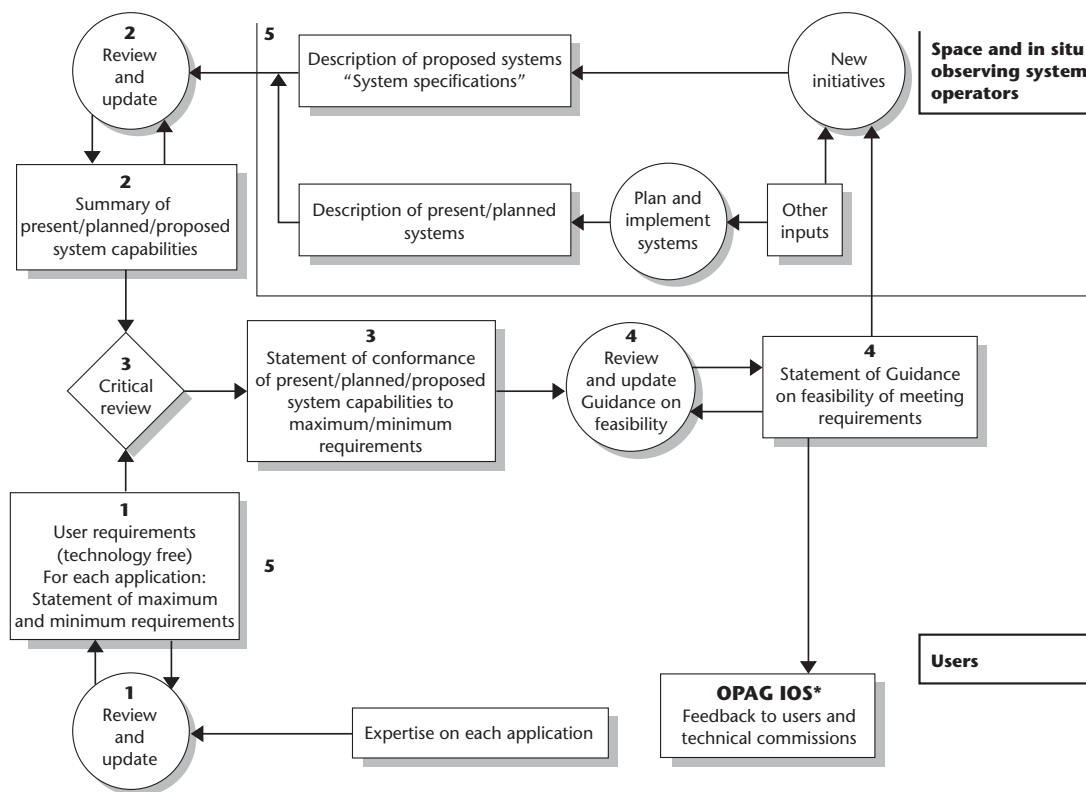 2
Review
and
update
5
Description of proposed systems
“System specifications”
New
initiatives
Space and in situ
observing system
operators
2
Summary of
present/planned/proposed
system capabilities
Description of present/planned
systems
Plan and
implement
systems
Other
inputs
3
Critical
review
3
Statement of conformance
of present/planned/proposed
system capabilities to
maximum/minimum
requirements
4
Review
and update
Guidance on
feasibility
4
Statement of Guidance
on feasibility of meeting
requirements
1
User requirements
(technology free)
For each application:
Statement of maximum
and minimum requirements
5
Users
1
Review
and
update
Expertise on each application
OPAG IOS*
Feedback to users and
technical commissions